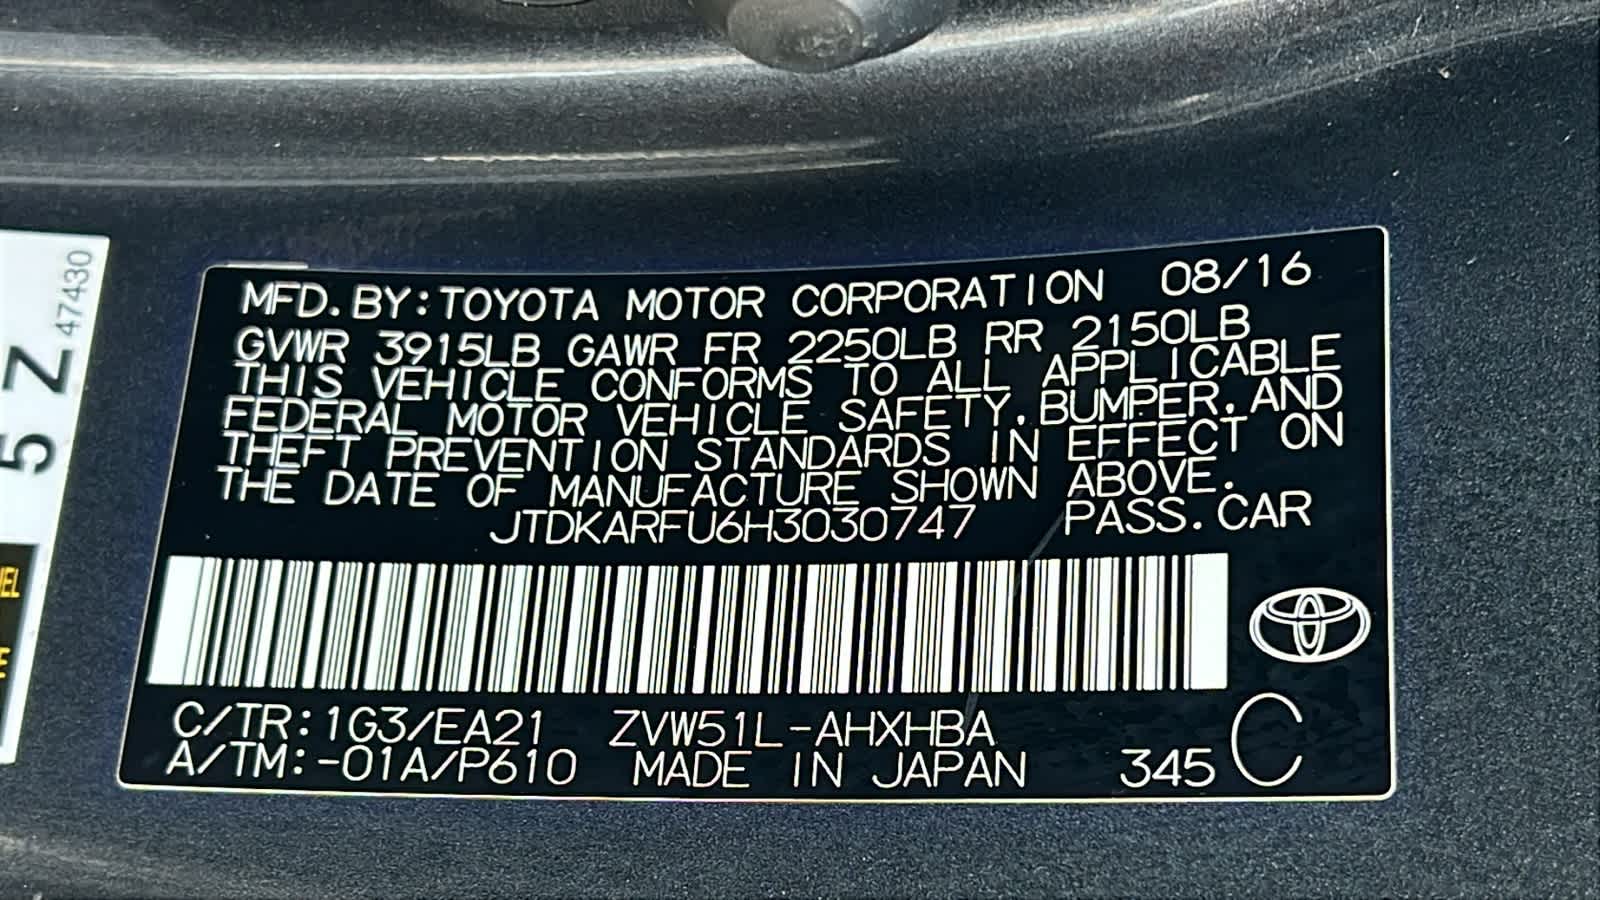 MFD. BY: TOYOTA MOTOR CORPORATION 08/16
GVWR 3915LB GAWR FR 2250LB RR 2150LB
THIS VEHICLE CONFORMS TO ALL APPLICABLE
FEDERAL MOTOR VEHICLE SAFETY, BUMPER, AND
THEFT PREVENTION STANDARDS IN EFFECT ON
THE DATE OF MANUFACTURE SHOWN ABOVE.
JTDKARFU6H3030747 PASS. CAR
C/TR: 1G3/EA21 ZVW51L-AHXHBA
A/TM: -01A/P610 MADE IN JAPAN 345 C
5 Z 47430